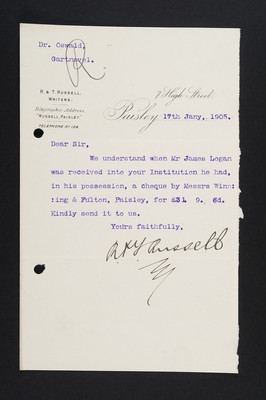 Dr. Oswald,
Gartnavel.
R
R & T. RUSSELL,
WRITERS.
Telegraphic Address,
"RUSSELL, PAISLEY"
TELEPHONE Nº 128
7 High Street,
Paisley 17th Jany., 1905.
Dear Sir,
We understand when Mr James Logan
was received into your Institution he had,
in his possession, a cheque by Messrs Wine:
:ing & Fulton, Paisley, for £31. 9. 6d.
Kindly send it to us.
Yours faithfully,
R & T Russell